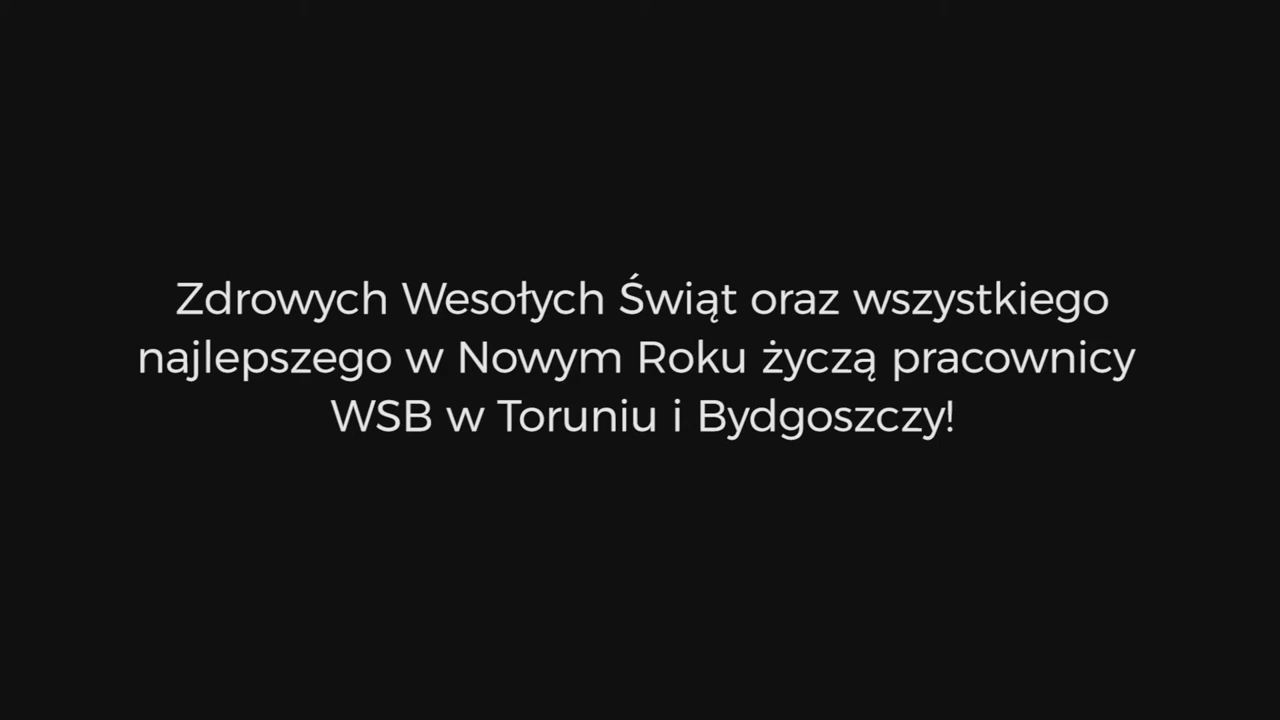 Zdrowych Wesołych Świąt oraz wszystkiego
najlepszego w Nowym Roku życzą pracownicy
WSB w Toruniu i Bydgoszczy!